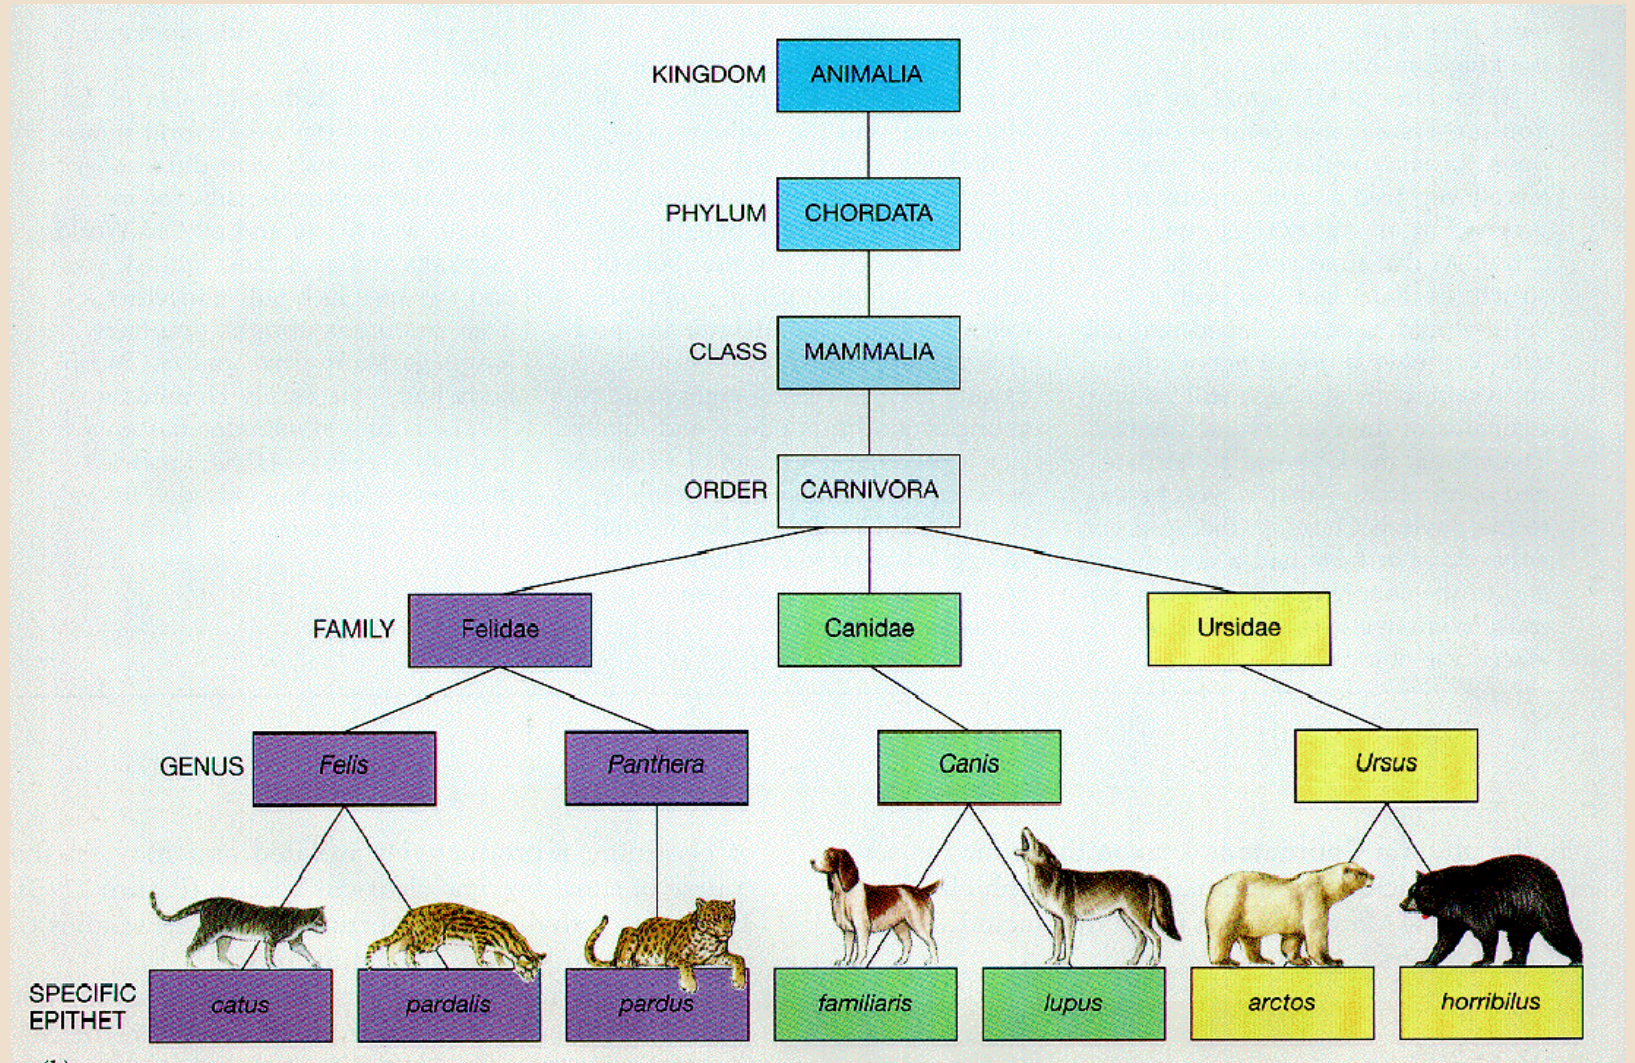 KINGDOM ANIMALIA
PHYLUM CHORDATA
CLASS MAMMALIA
ORDER CARNIVORA
FAMILY Felidae Canidae Ursidae
GENUS Felis Panthera Canis Ursus
SPECIFIC
EPITHET
catus pardalis pardus familiaris lupus arctos horribilus